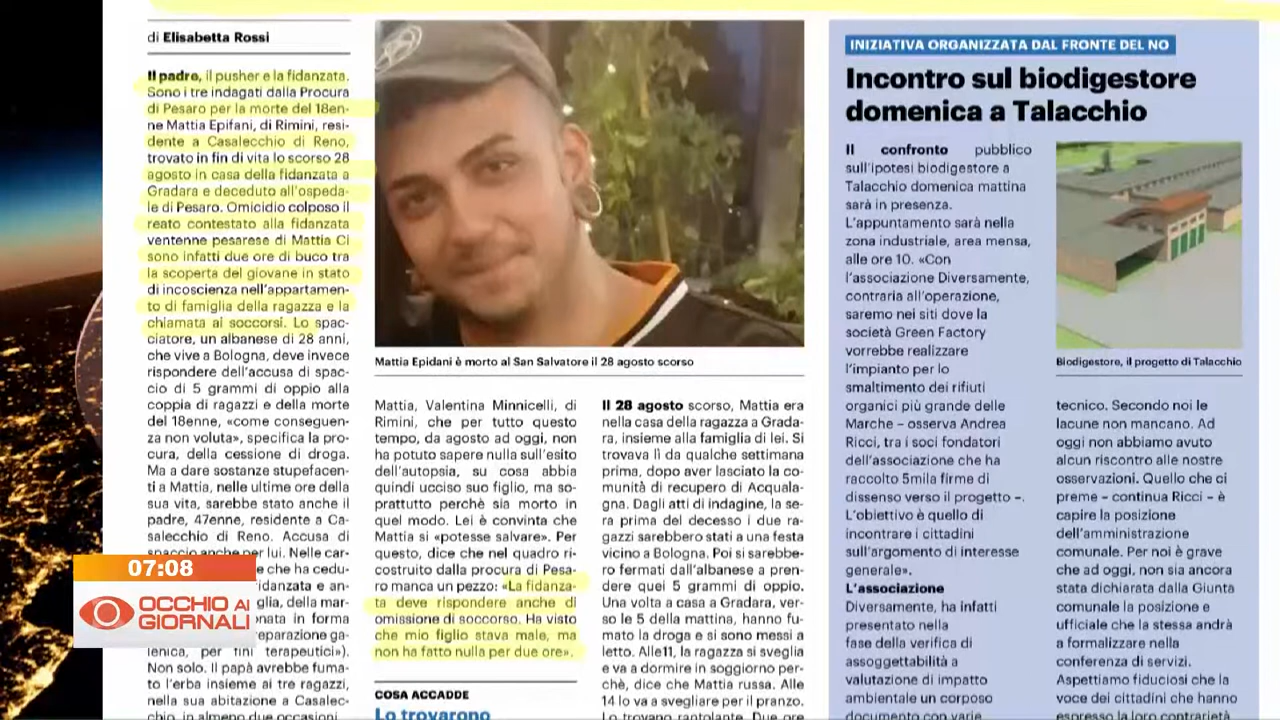 di Elisabetta Rossi
Il padre, il pusher e la fidanzata.
Sono i tre indagati dalla Procura
di Pesaro per la morte del 18en-
ne Mattia Epifani, di Rimini, resi-
dente a Casalecchio di Reno,
trovato in fin di vita lo scorso 28
agosto in casa della fidanzata a
Gradara e deceduto all'ospeda-
le di Pesaro. Omicidio colposo il
reato contestato alla fidanzata
ventenne pesarese di Mattia Ci
sono infatti due ore di buco tra
la scoperta del giovane in stato
di incoscienza nell'appartamen-
to di famiglia della ragazza e la
chiamata ai soccorsi. Lo spac-
ciatore, un albanese di 28 anni,
che vive a Bologna, deve invece
rispondere dell'accusa di spac-
cio di 5 grammi di oppio alla
coppia di ragazzi e della morte
del 18enne, «come conseguen-
za non voluta», specifica la pro-
cura, della cessione di droga.
Ma a dare sostanze stupefacen-
ti a Mattia, nelle ultime ore della
sua vita, sarebbe stato anche il
padre, 47enne, residente a Ca-
salecchio di Reno. Accusa di
spaccio anche per lui. Nelle car-
e che ha cedu-
idanzata e an-
glia, della mar-
onata in forma
reparazione ga-
lenica, per fini terapeutici»).
Non solo. Il papà avrebbe fuma-
to l'erba insieme ai tre ragazzi,
nella sua abitazione a Casalec-
chio, in almeno due occasioni.
Mattia Epidani è morto al San Salvatore il 28 agosto scorso
Mattia, Valentina Minnicelli, di
Rimini, che per tutto questo
tempo, da agosto ad oggi, non
ha potuto sapere nulla sull'esito
dell'autopsia, su cosa abbia
quindi ucciso suo figlio, ma so-
prattutto perchè sia morto in
quel modo. Lei è convinta che
Mattia si «potesse salvare». Per
questo, dice che nel quadro ri-
costruito dalla procura di Pesa-
ro manca un pezzo: «La fidanza-
ta deve rispondere anche di
omissione di soccorso. Ha visto
che mio figlio stava male, ma
non ha fatto nulla per due ore».
COSA ACCADDE
Lo trovarono
Il 28 agosto scorso, Mattia era
nella casa della ragazza a Grada-
ra, insieme alla famiglia di lei. Si
trovava lì da qualche settimana
prima, dopo aver lasciato la co-
munità di recupero di Acquala-
gna. Dagli atti di indagine, la se-
ra prima del decesso i due ra-
gazzi sarebbero stati a una festa
vicino a Bologna. Poi si sarebbe-
ro fermati dall'albanese a pren-
dere quei 5 grammi di oppio.
Una volta a casa a Gradara, ver-
so le 5 della mattina, hanno fu-
mato la droga e si sono messi a
letto. Alle11, la ragazza si sveglia
e va a dormire in soggiorno per-
chè, dice che Mattia russa. Alle
14 lo va a svegliare per il pranzo.
Lo trovano rantolante. Due ore
INIZIATIVA ORGANIZZATA DAL FRONTE DEL NO
Incontro sul biodigestore
domenica a Talacchio
Il confronto pubblico
sull'ipotesi biodigestore a
Talacchio domenica mattina
sarà in presenza.
L'appuntamento sarà nella
zona industriale, area mensa,
alle ore 10. «Con
l'associazione Diversamente,
contraria all'operazione,
saremo nei siti dove la
società Green Factory
vorrebbe realizzare
l'impianto per lo
smaltimento dei rifiuti
organici più grande delle
Marche – osserva Andrea
Ricci, tra i soci fondatori
dell'associazione che ha
raccolto 5mila firme di
dissenso verso il progetto –.
L'obiettivo è quello di
incontrare i cittadini
sull'argomento di interesse
generale».
L'associazione
Diversamente, ha infatti
presentato nella
fase della verifica di
assoggettabilità a
valutazione di impatto
ambientale un corposo
documento con varie
Biodigestore, il progetto di Talacchio
tecnico. Secondo noi le
lacune non mancano. Ad
oggi non abbiamo avuto
alcun riscontro alle nostre
osservazioni. Quello che ci
preme – continua Ricci – è
capire la posizione
dell'amministrazione
comunale. Per noi è grave
che ad oggi, non sia ancora
stata dichiarata dalla Giunta
comunale la posizione e
ufficiale che la stessa andrà
a formalizzare nella
conferenza di servizi.
Aspettiamo fiduciosi che la
voce dei cittadini che hanno
espresso la loro contrarietà
07:08
OCCHIO AI
GIORNALI